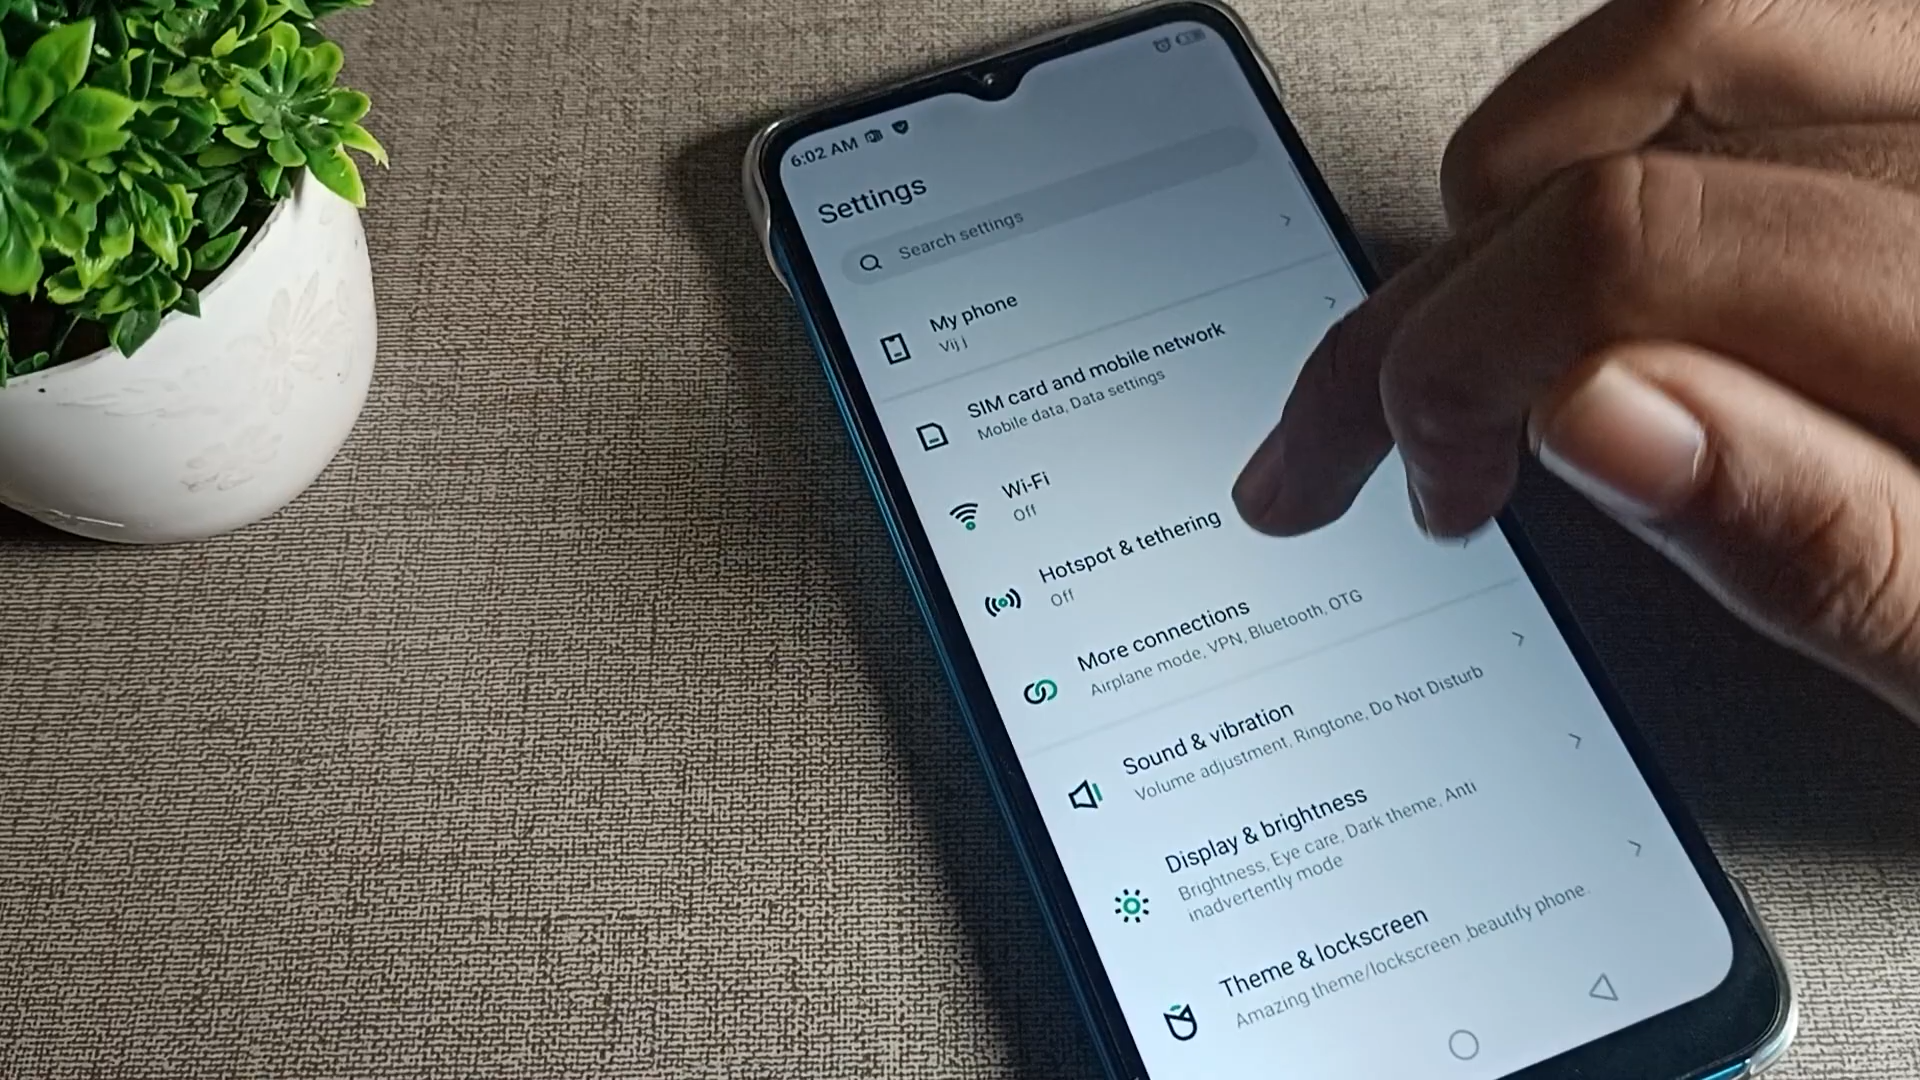 6:02 AM
Settings
Search settings
My phone
Vij j
SIM card and mobile network
Mobile data, Data settings
Wi-Fi
Off
Hotspot & tethering
Off
More connections
Airplane mode, VPN, Bluetooth, OTG
Sound & vibration
Volume adjustment, Ringtone, Do Not Disturb
Display & brightness
Brightness, Eye care, Dark theme, Anti
inadvertently mode
Theme & lockscreen
Amazing theme/lockscreen ,beautify phone.